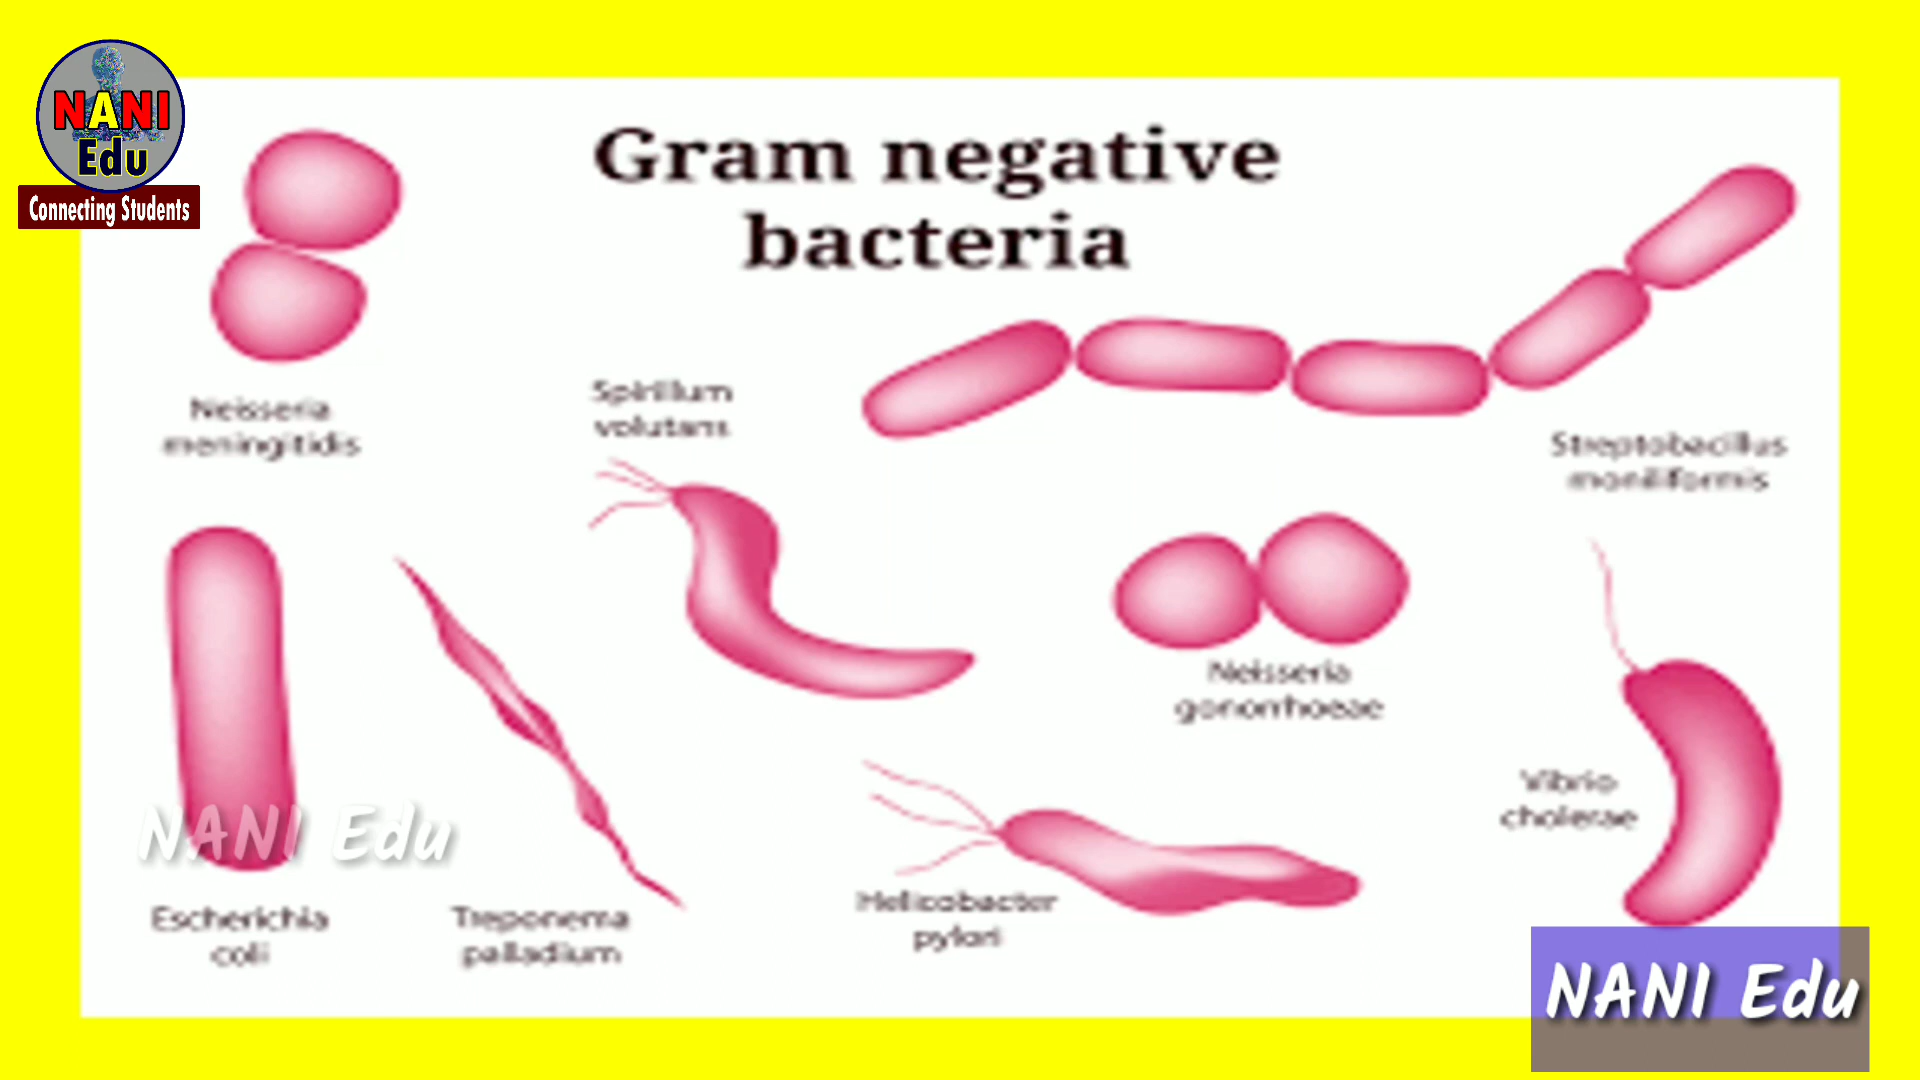 NANI
Edu
Connecting Students
Gram negative
bacteria
Neisseria
meningitidis
Spirillum
volutans
Streptobacillus
moniliformis
Neisseria
gonorrhoeae
Vibrio
cholerae
NANI Edu
Escherichia
coli
Treponema
palladium
Helicobacter
pylori
NANI Edu